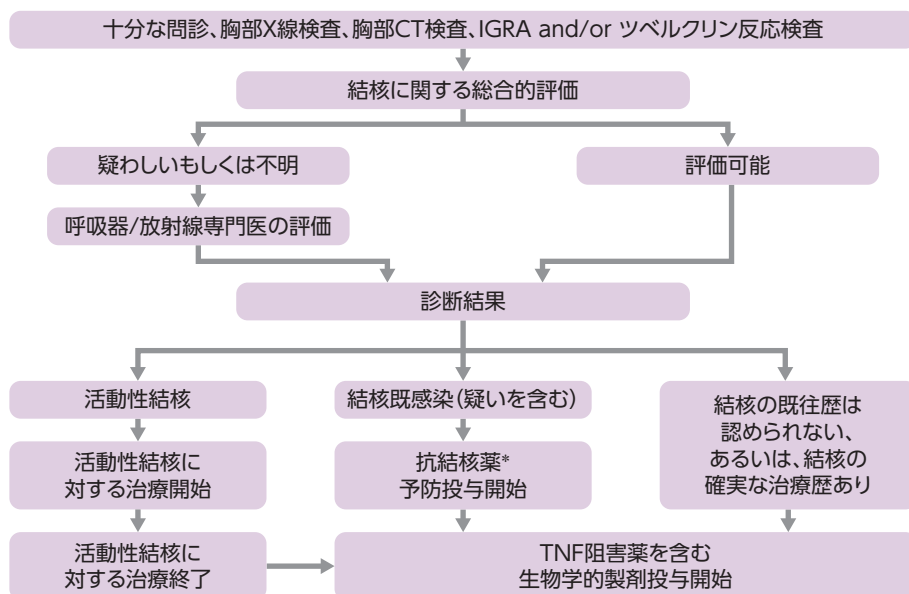 十分な問診、胸部X線検査、胸部CT検査、IGRA and/or ツベルクリン反応検査
結核に関する総合的評価
疑わしいもしくは不明
評価可能
呼吸器/放射線専門医の評価
診断結果
活動性結核
結核既感染(疑いを含む)
結核の既往歴は
認められない、
あるいは、結核の
確実な治療歴あり
活動性結核に
対する治療開始
抗結核薬*
予防投与開始
活動性結核に
対する治療終了
TNF阻害薬を含む
生物学的製剤投与開始